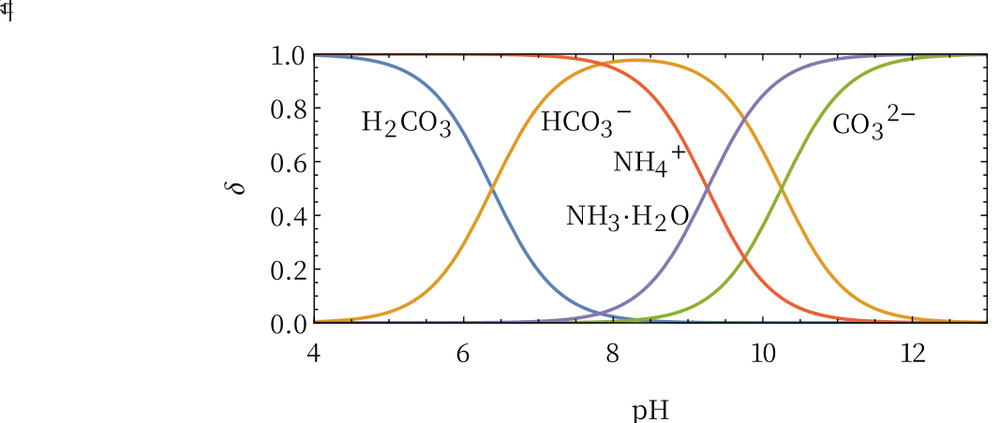 1.0
0.8
0.6
0.4
0.2
0.0
δ
H₂CO₃
HCO₃⁻
NH₄⁺
NH₃·H₂O
CO₃²⁻
4 6 8 10 12
pH